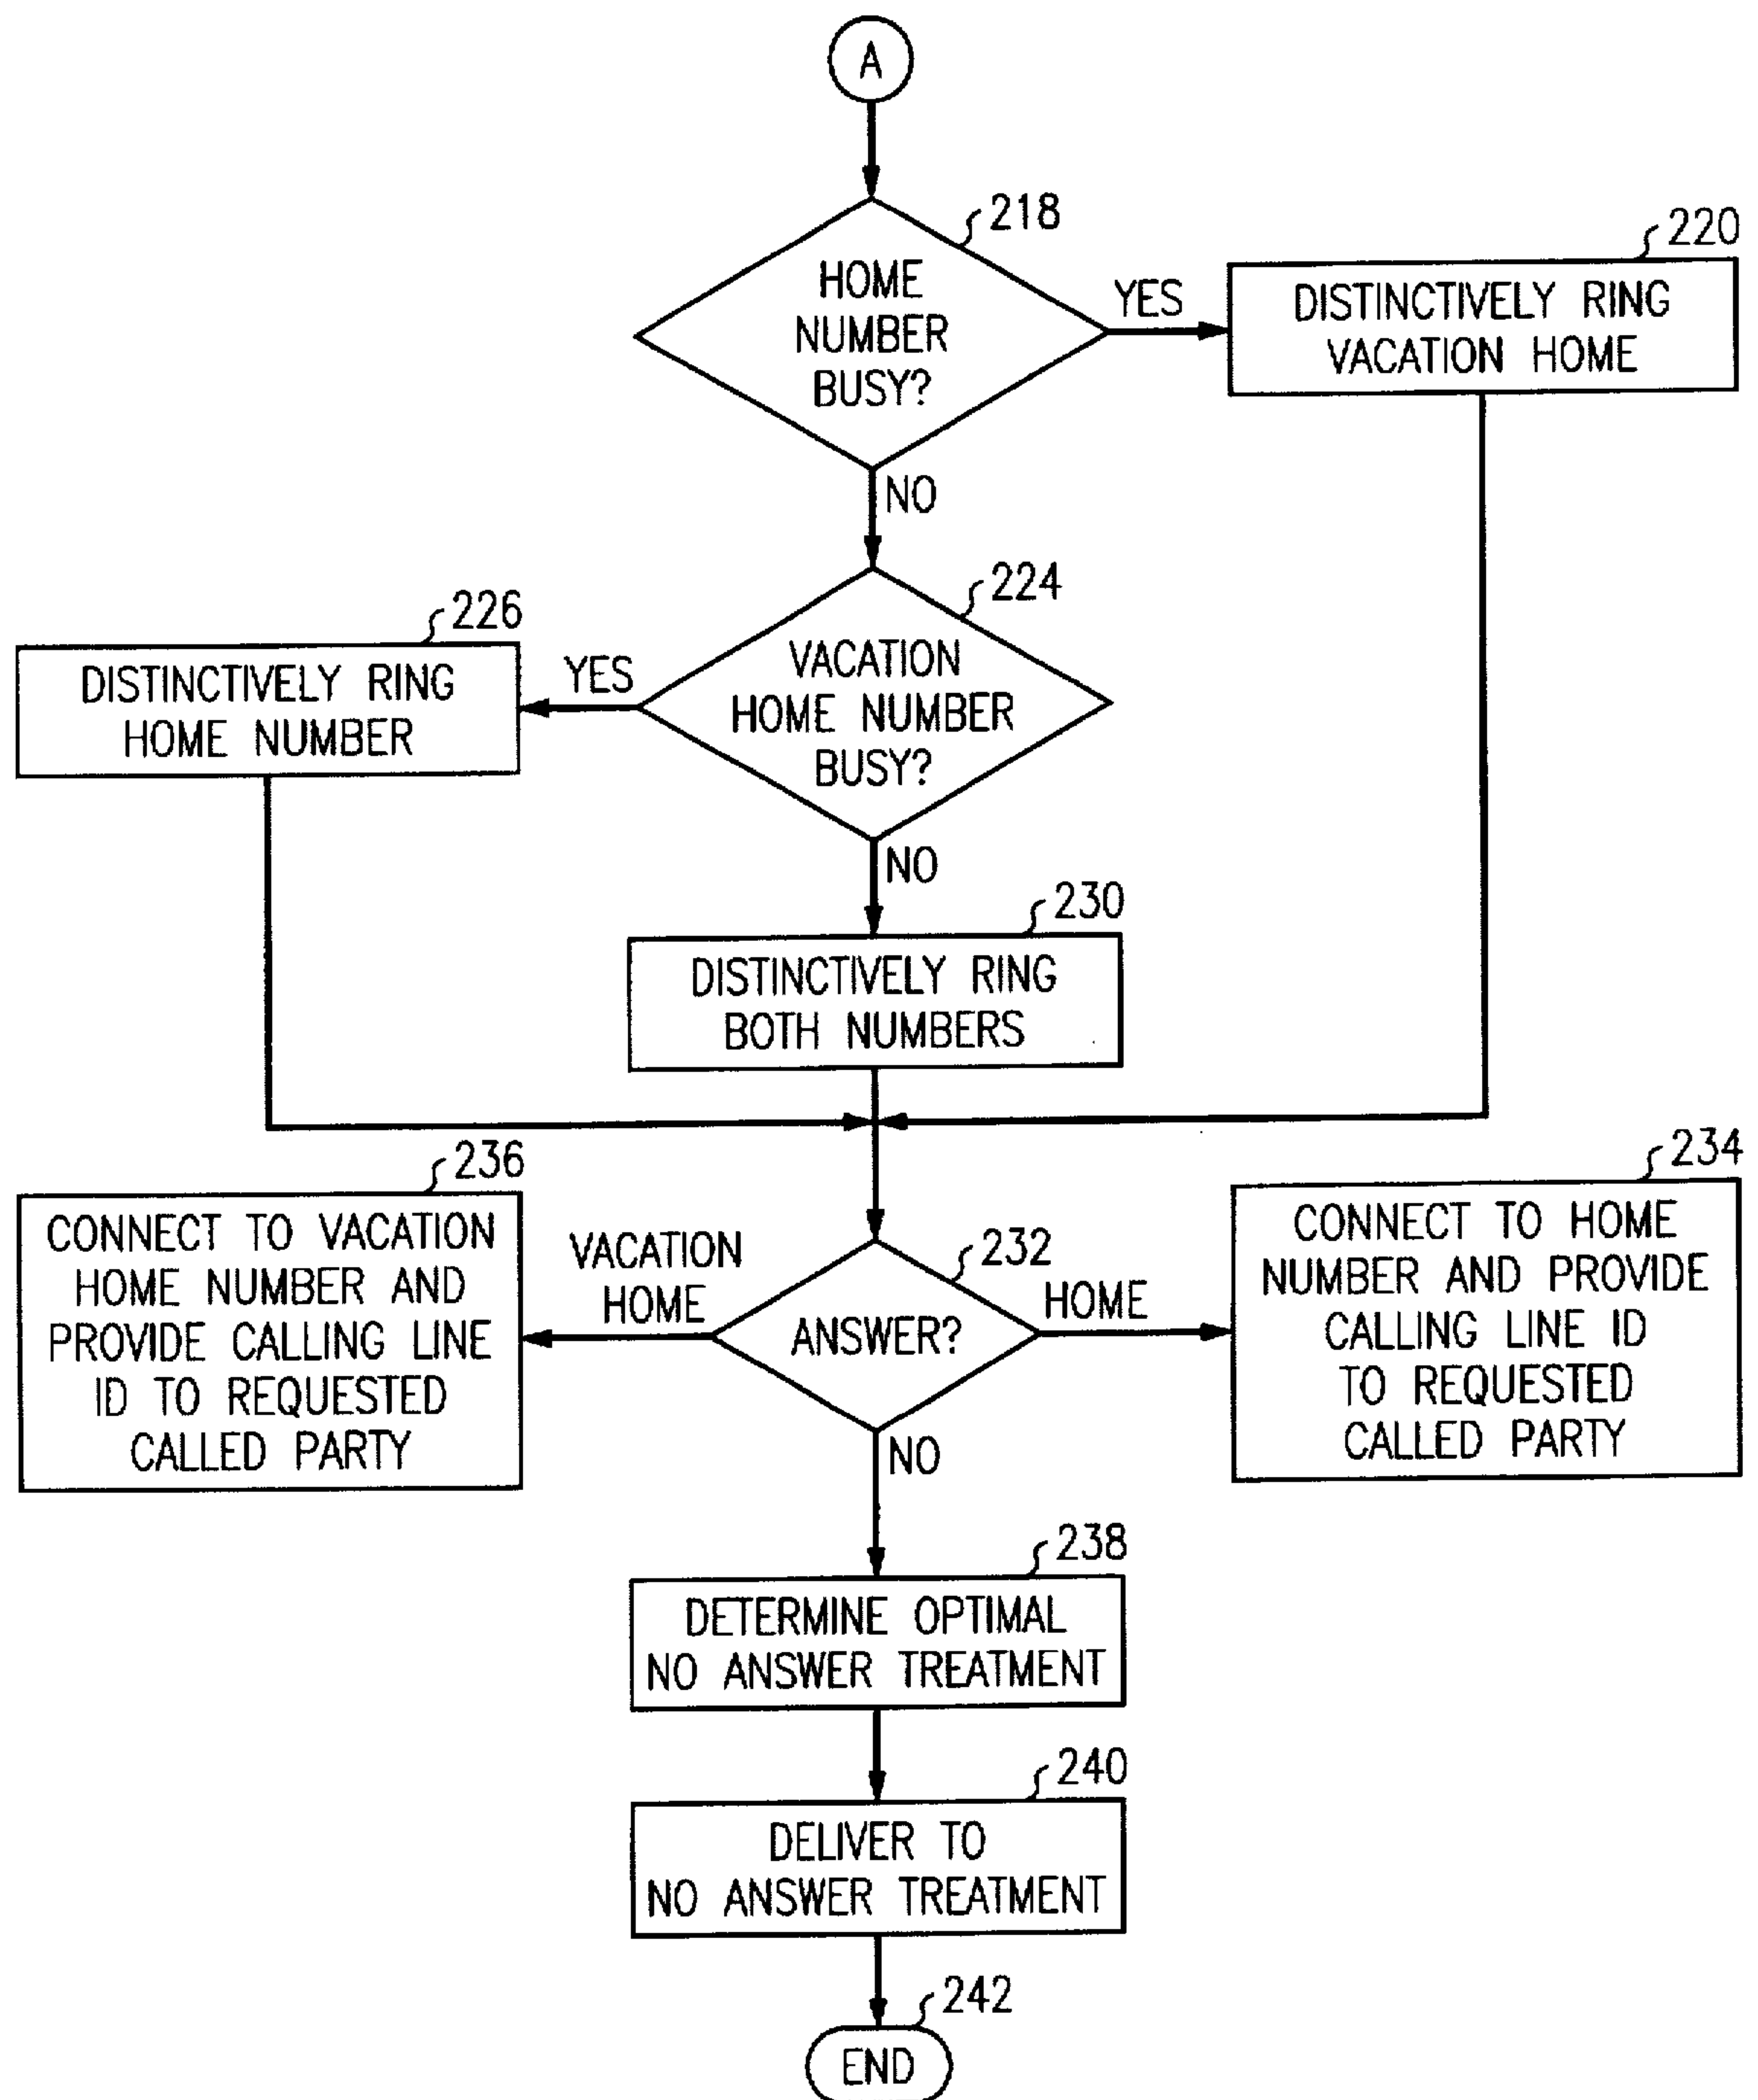 A
218
HOME
NUMBER
BUSY?
YES
220
DISTINCTIVELY RING
VACATION HOME
NO
224
VACATION
HOME NUMBER
BUSY?
YES
226
DISTINCTIVELY RING
HOME NUMBER
NO
230
DISTINCTIVELY RING
BOTH NUMBERS
232
ANSWER?
VACATION
HOME
236
CONNECT TO VACATION
HOME NUMBER AND
PROVIDE CALLING LINE
ID TO REQUESTED
CALLED PARTY
HOME
234
CONNECT TO HOME
NUMBER AND PROVIDE
CALLING LINE ID
TO REQUESTED
CALLED PARTY
NO
238
DETERMINE OPTIMAL
NO ANSWER TREATMENT
240
DELIVER TO
NO ANSWER TREATMENT
242
END